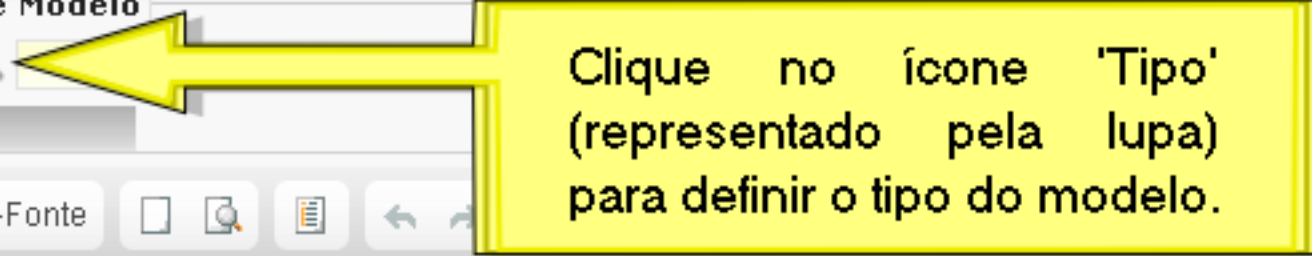 e Modelo
Clique no ícone 'Tipo'
(representado pela lupa)
para definir o tipo do modelo.
-Fonte